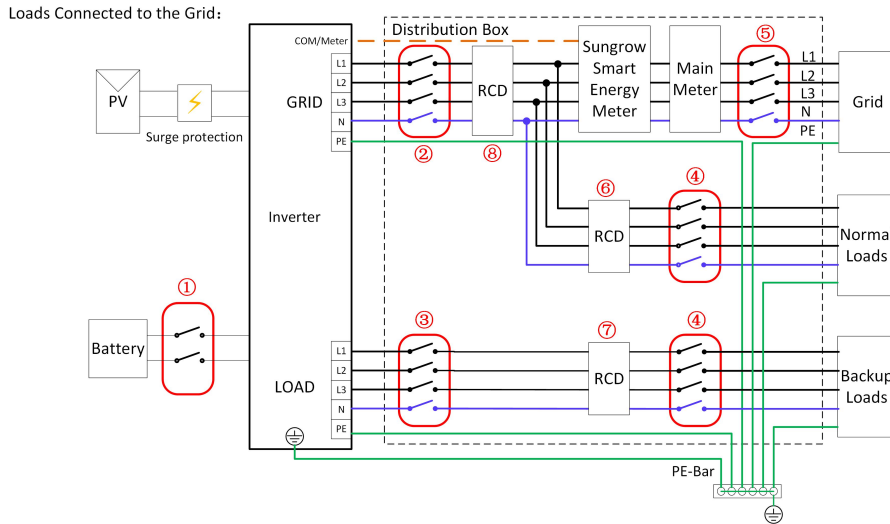 Loads Connected to the Grid:
Distribution Box
COM/Meter
⑤
PV
Surge protection
GRID
L1
L2
L3
N
PE
②
RCD
⑧
Sungrow
Smart
Energy
Meter
Main
Meter
L1
L2
L3
N
PE
Grid
Inverter
⑥
RCD
④
Norma
Loads
①
Battery
LOAD
L1
L2
L3
N
PE
③
⑦
RCD
④
Backup
Loads
PE-Bar